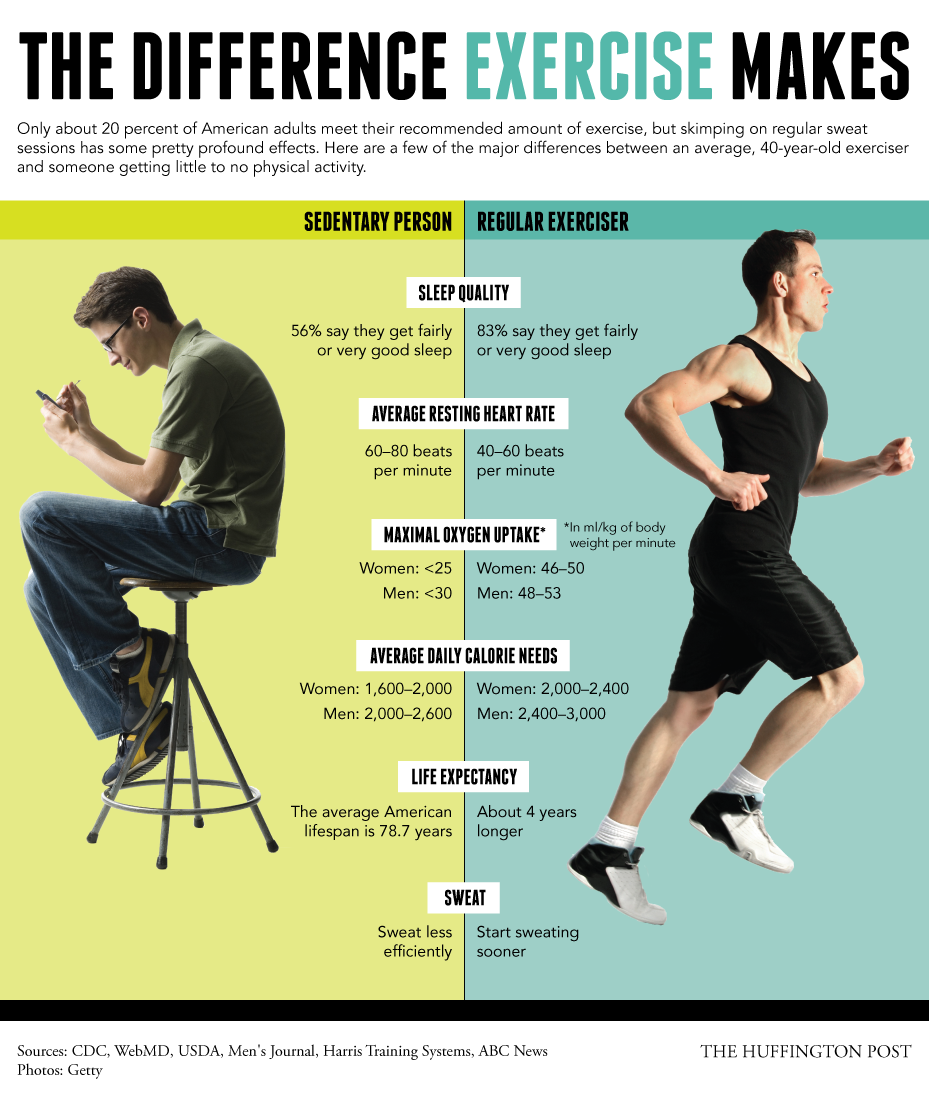 THE DIFFERENCE EXERCISE MAKES
Only about 20 percent of American adults meet their recommended amount of exercise, but skimping on regular sweat
sessions has some pretty profound effects. Here are a few of the major differences between an average, 40-year-old exerciser
and someone getting little to no physical activity.
SEDENTARY PERSON
REGULAR EXERCISER
SLEEP QUALITY
56% say they get fairly
or very good sleep
83% say they get fairly
or very good sleep
AVERAGE RESTING HEART RATE
60–80 beats
per minute
40–60 beats
per minute
MAXIMAL OXYGEN UPTAKE*
*In ml/kg of body
weight per minute
Women: <25
Men: <30
Women: 46–50
Men: 48–53
AVERAGE DAILY CALORIE NEEDS
Women: 1,600–2,000
Men: 2,000–2,600
Women: 2,000–2,400
Men: 2,400–3,000
LIFE EXPECTANCY
The average American
lifespan is 78.7 years
About 4 years
longer
SWEAT
Sweat less
efficiently
Start sweating
sooner
Sources: CDC, WebMD, USDA, Men's Journal, Harris Training Systems, ABC News
Photos: Getty
THE HUFFINGTON POST